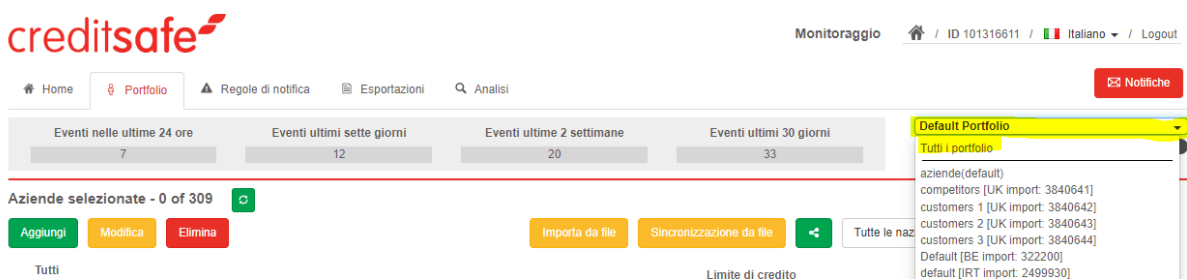 creditsafe
Monitoraggio / ID 101316611 / Italiano / Logout
Home Portfolio Regole di notifica Esportazioni Analisi Notifiche
Eventi nelle ultime 24 ore Eventi ultimi sette giorni Eventi ultime 2 settimane Eventi ultimi 30 giorni
7 12 20 33
Default Portfolio
Tutti i portfolio
aziende(default)
competitors [UK import: 3840641]
customers 1 [UK import: 3840642]
customers 2 [UK import: 3840643]
customers 3 [UK import: 3840644]
Default [BE import: 322200]
default [IRT import: 2499930]
Aziende selezionate - 0 of 309
Aggiungi Modifica Elimina Importa da file Sincronizzazione da file Tutte le naz
Tutti Limite di credito